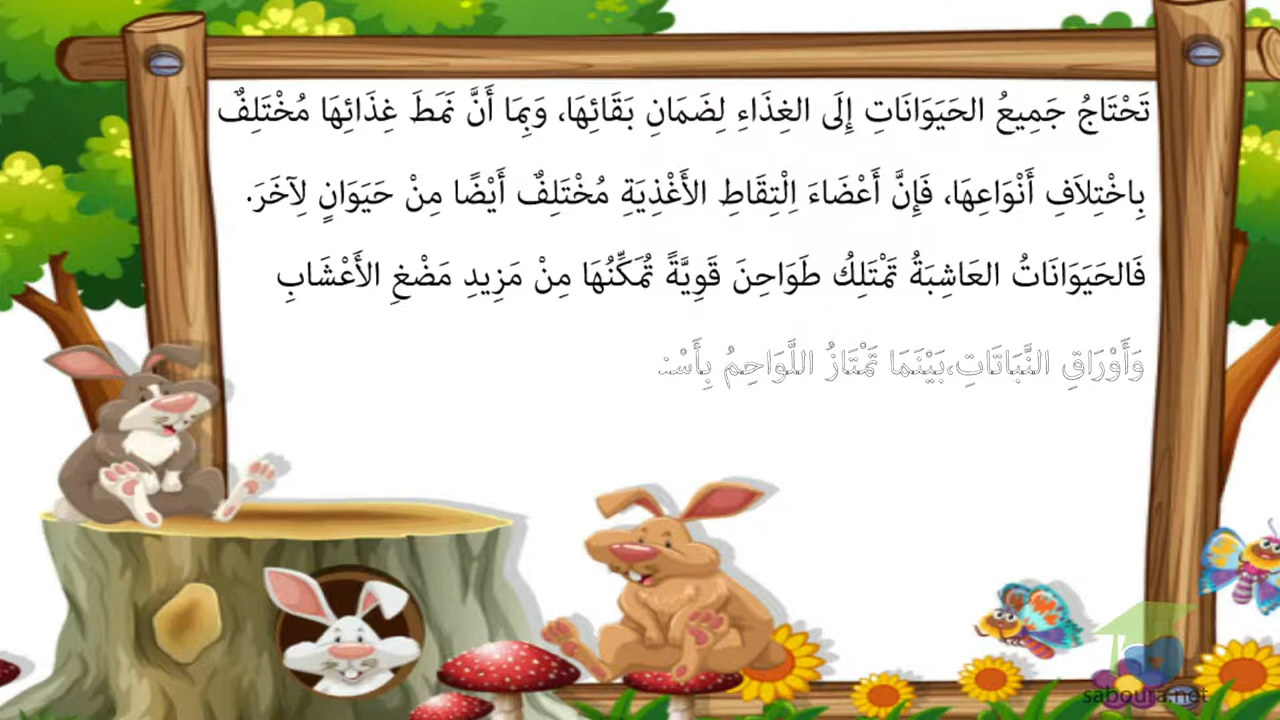 تَحْتَاجُ جَمِيعُ الحَيَوَانَاتِ إِلَى الغِذَاءِ لِضَمَانِ بَقَائِهَا، وَبِمَا أَنَّ نَمَطَ غِذَائِهَا مُخْتَلِفٌ
بِاخْتِلاَفِ أَنْوَاعِهَا، فَإِنَّ أَعْضَاءَ اِلْتِقَاطِ الأَغْذِيَةِ مُخْتَلِفٌ أَيْضًا مِنْ حَيَوَانٍ لِآخَرَ.
فَالحَيَوَانَاتُ العَاشِبَةُ تَمْتَلِكُ طَوَاحِنَ قَوِيَّةً تُمَكِّنُهَا مِنْ مَزِيدِ مَضْغِ الأَعْشَابِ
وَأَوْرَاقِ النَّبَاتَاتِ،بَيْنَمَا تَمْتَازُ اللَّوَاحِمُ
saboura.net